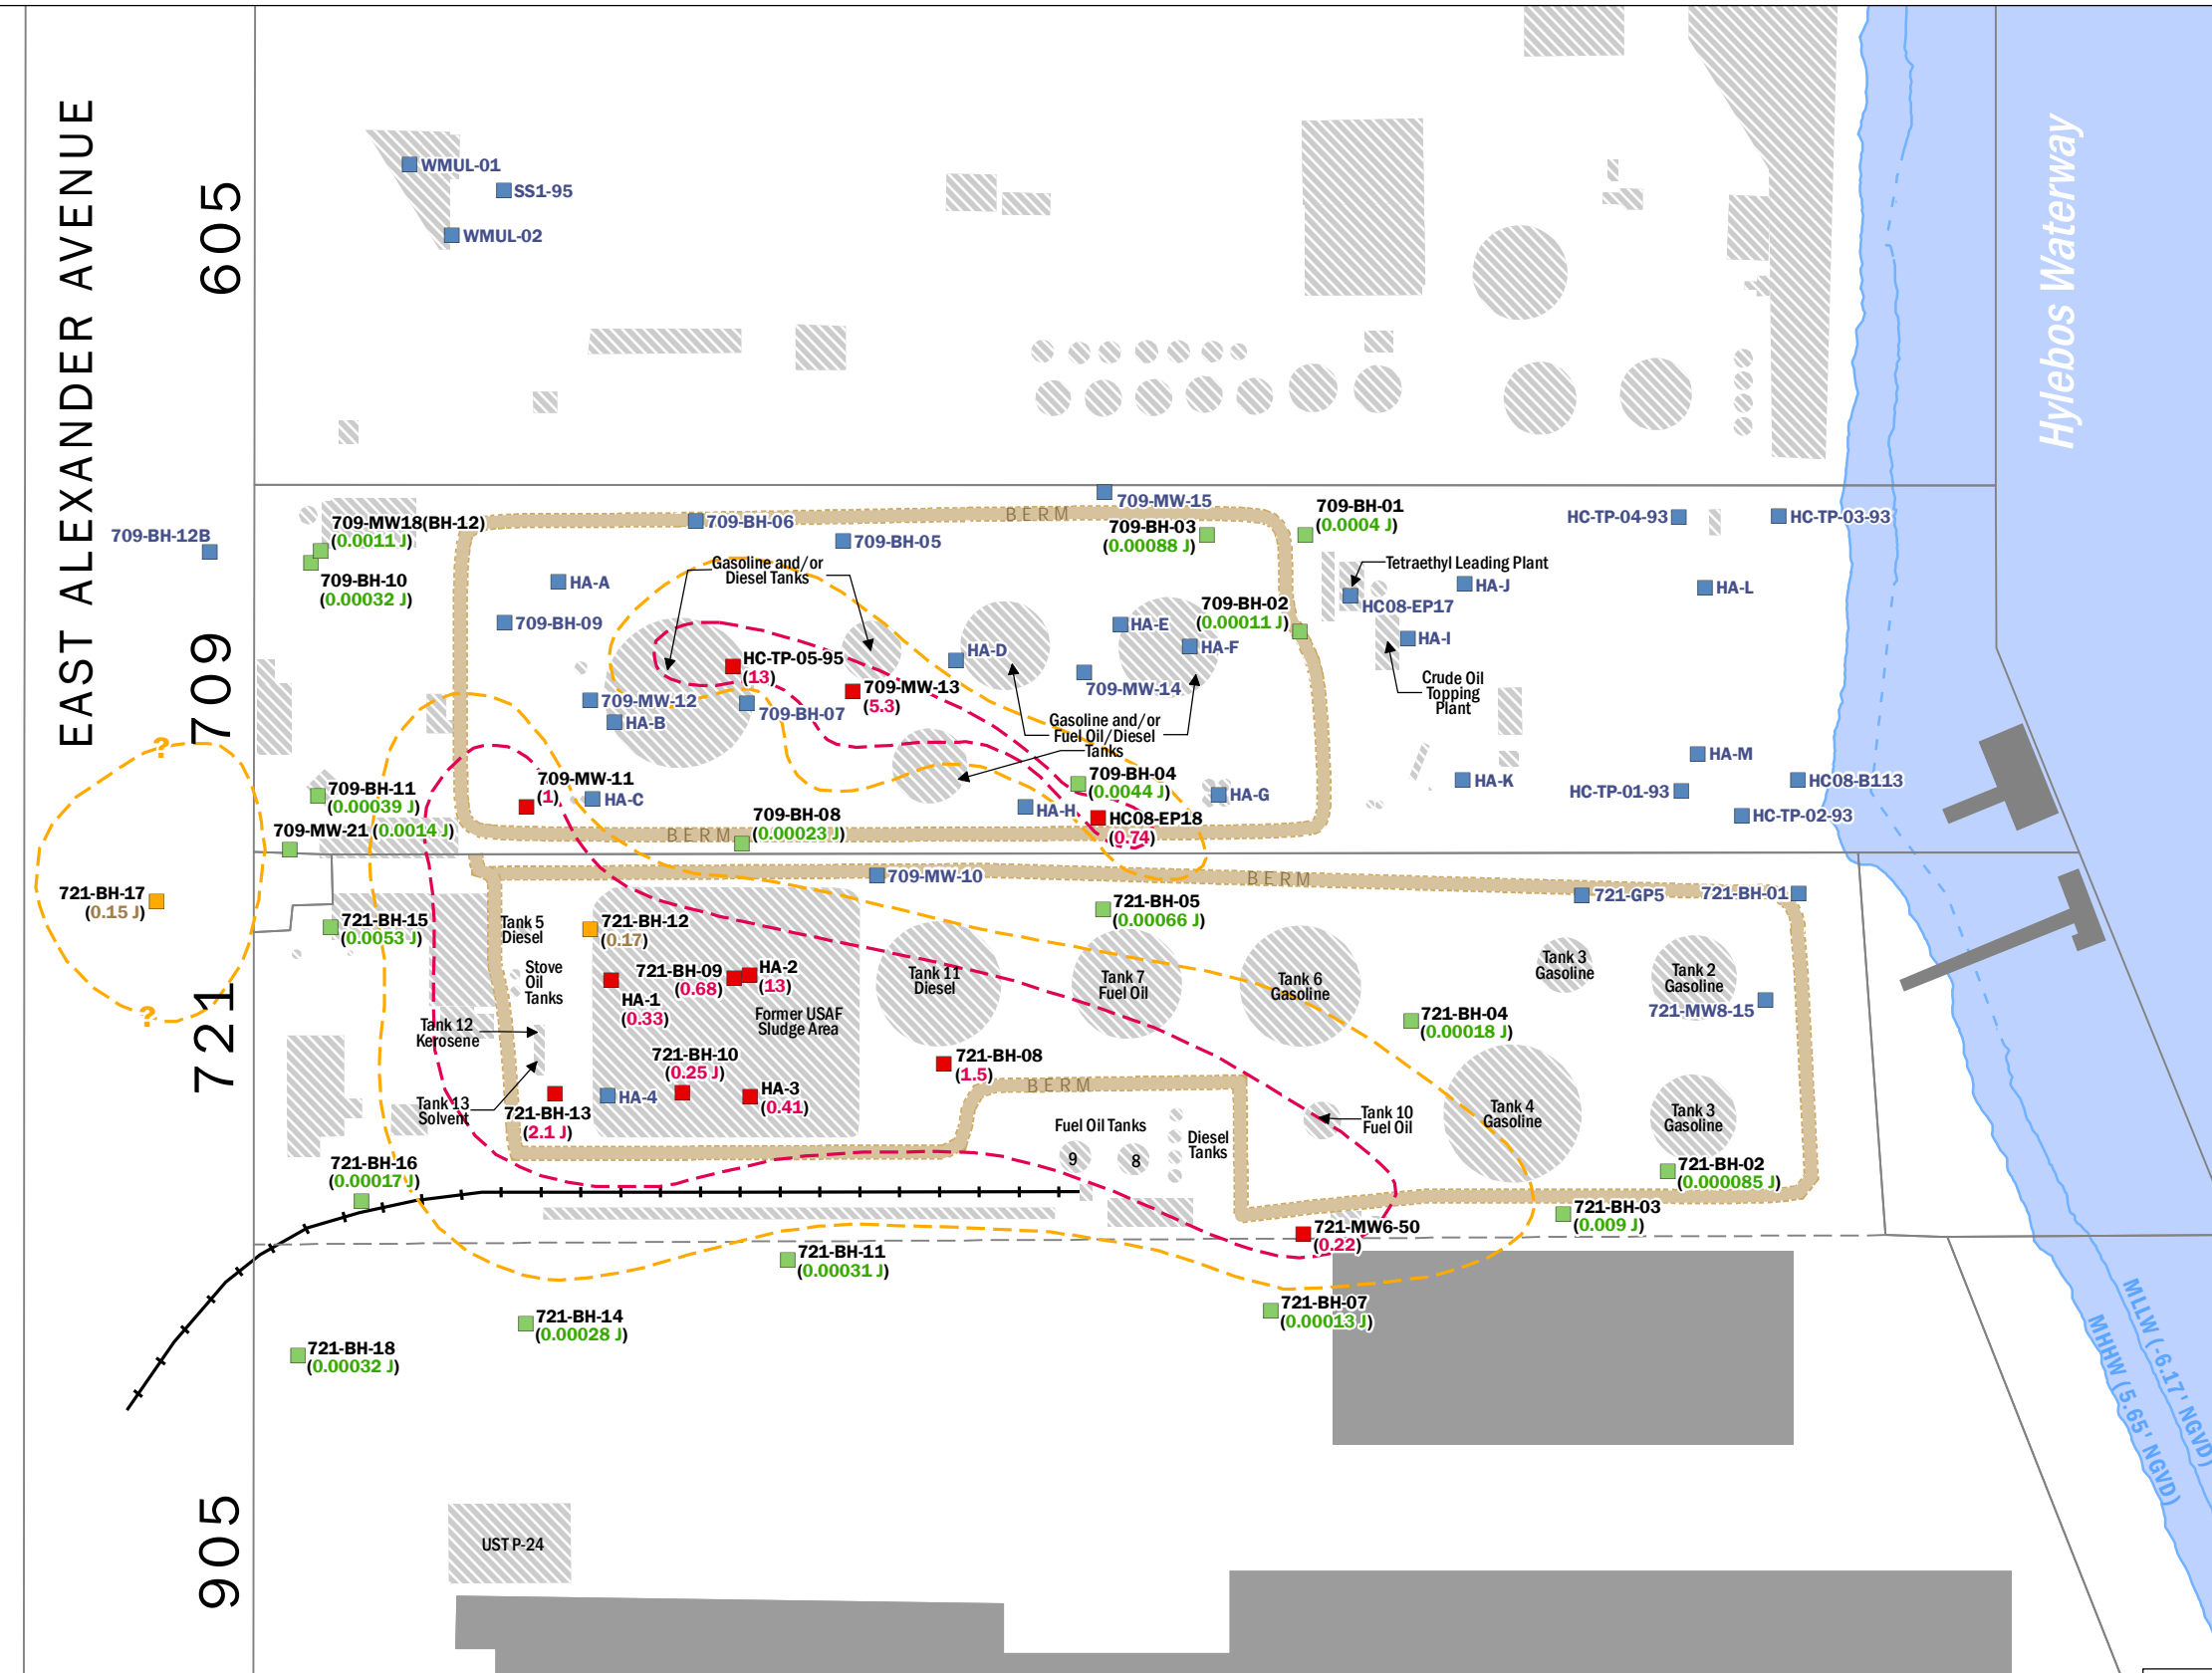 EAST ALEXANDER AVENUE
605
709
721
905
Hylebos Waterway
WMUL-01
SS1-95
WMUL-02
709-BH-12B
709-MW18(BH-12)
(0.0011 J)
709-BH-10
(0.00032 J)
709-BH-06
709-BH-05
BERM
709-MW-15
709-BH-03
(0.00088 J)
709-BH-01
(0.0004 J)
HC-TP-04-93
HC-TP-03-93
HA-A
709-BH-09
Gasoline and/or
Diesel Tanks
Tetraethyl Leading Plant
HC08-EP17
HA-J
HA-L
HA-I
709-BH-02
(0.00011 J)
HA-E
HA-F
HA-D
709-MW-14
HC-TP-05-95
(13)
709-MW-13
(5.3)
709-MW-12
HA-B
709-BH-07
Crude Oil
Topping
Plant
Gasoline and/or
Fuel Oil/Diesel
Tanks
?
709-BH-11
(0.00039 J)
709-MW-21 (0.0014 J)
709-MW-11
(1)
HA-C
709-BH-08
(0.00023 J)
BERM
709-BH-04
(0.0044 J)
HA-H
HC08-EP18
(0.74)
HA-G
HA-K
HA-M
HC-TP-01-93
HC08-B113
HC-TP-02-93
721-BH-17
(0.15 J)
?
721-BH-15
(0.0053 J)
709-MW-10
BERM
721-GP5
721-BH-01
721-BH-05
(0.00066 J)
Tank 5
Diesel
721-BH-12
(0.17)
Stove
Oil
Tanks
721-BH-09
(0.68)
HA-2
(13)
HA-1
(0.33)
Former USAF
Sludge Area
Tank 11
Diesel
Tank 7
Fuel Oil
Tank 6
Gasoline
Tank 3
Gasoline
Tank 2
Gasoline
721-MW8-15
721-BH-04
(0.00018 J)
Tank 12
Kerosene
Tank 13
Solvent
721-BH-10
(0.25 J)
721-BH-08
(1.5)
HA-4
HA-3
(0.41)
721-BH-13
(2.1 J)
BERM
Fuel Oil Tanks
9
8
Diesel
Tanks
Tank 10
Fuel Oil
Tank 4
Gasoline
Tank 3
Gasoline
721-BH-16
(0.00017 J)
721-BH-02
(0.000085 J)
721-BH-03
(0.009 J)
721-MW6-50
(0.22)
721-BH-11
(0.00031 J)
721-BH-14
(0.00028 J)
721-BH-07
(0.00013 J)
721-BH-18
(0.00032 J)
UST P-24
MLLW (-6.17' NGVD)
MHHW (5.65' NGVD)